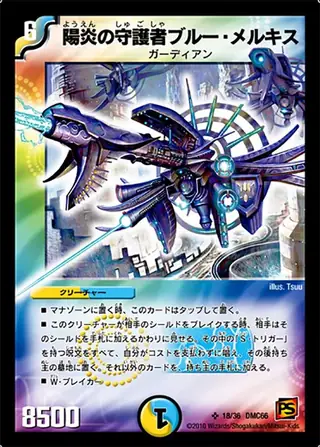 5
ようえん しゅ ご しゃ
陽炎の守護者ブルー・メルキス
ガーディアン
illus. Tsuu
クリーチャー
■ マナゾーンに置く時、このカードはタップして置く。
■ このクリーチャーが相手のシールドをブレイクする時、相手はそ
のシールドを手札に加えるかわりに見せる。その中の「S・トリガ
ー」を持つ呪文をすべて、自分がコストを支払わずに唱え、その後持
ち主の墓地に置く。それ以外のカードを、持ち主の手札に加える。
■ W・ブレイカー
8500
1
18/36 DMC66
©2010 Wizards/Shogakukan/Mitsui-Kids